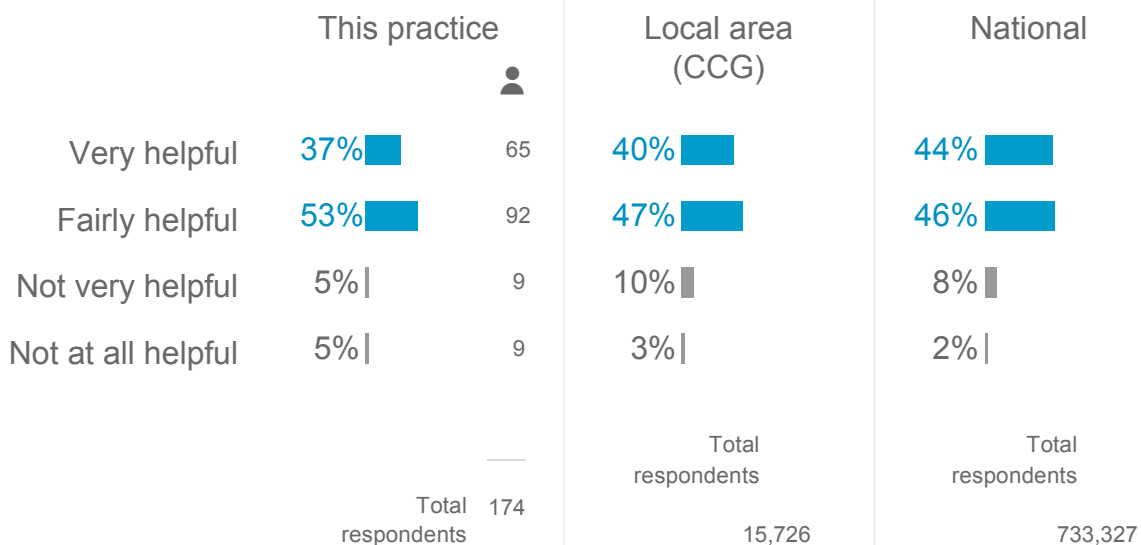 This practice
Local area
(CCG)
National
Very helpful 37% 65 40% 44%
Fairly helpful 53% 92 47% 46%
Not very helpful 5% 9 10% 8%
Not at all helpful 5% 9 3% 2%
Total
respondents
174
Total
respondents
15,726
Total
respondents
733,327